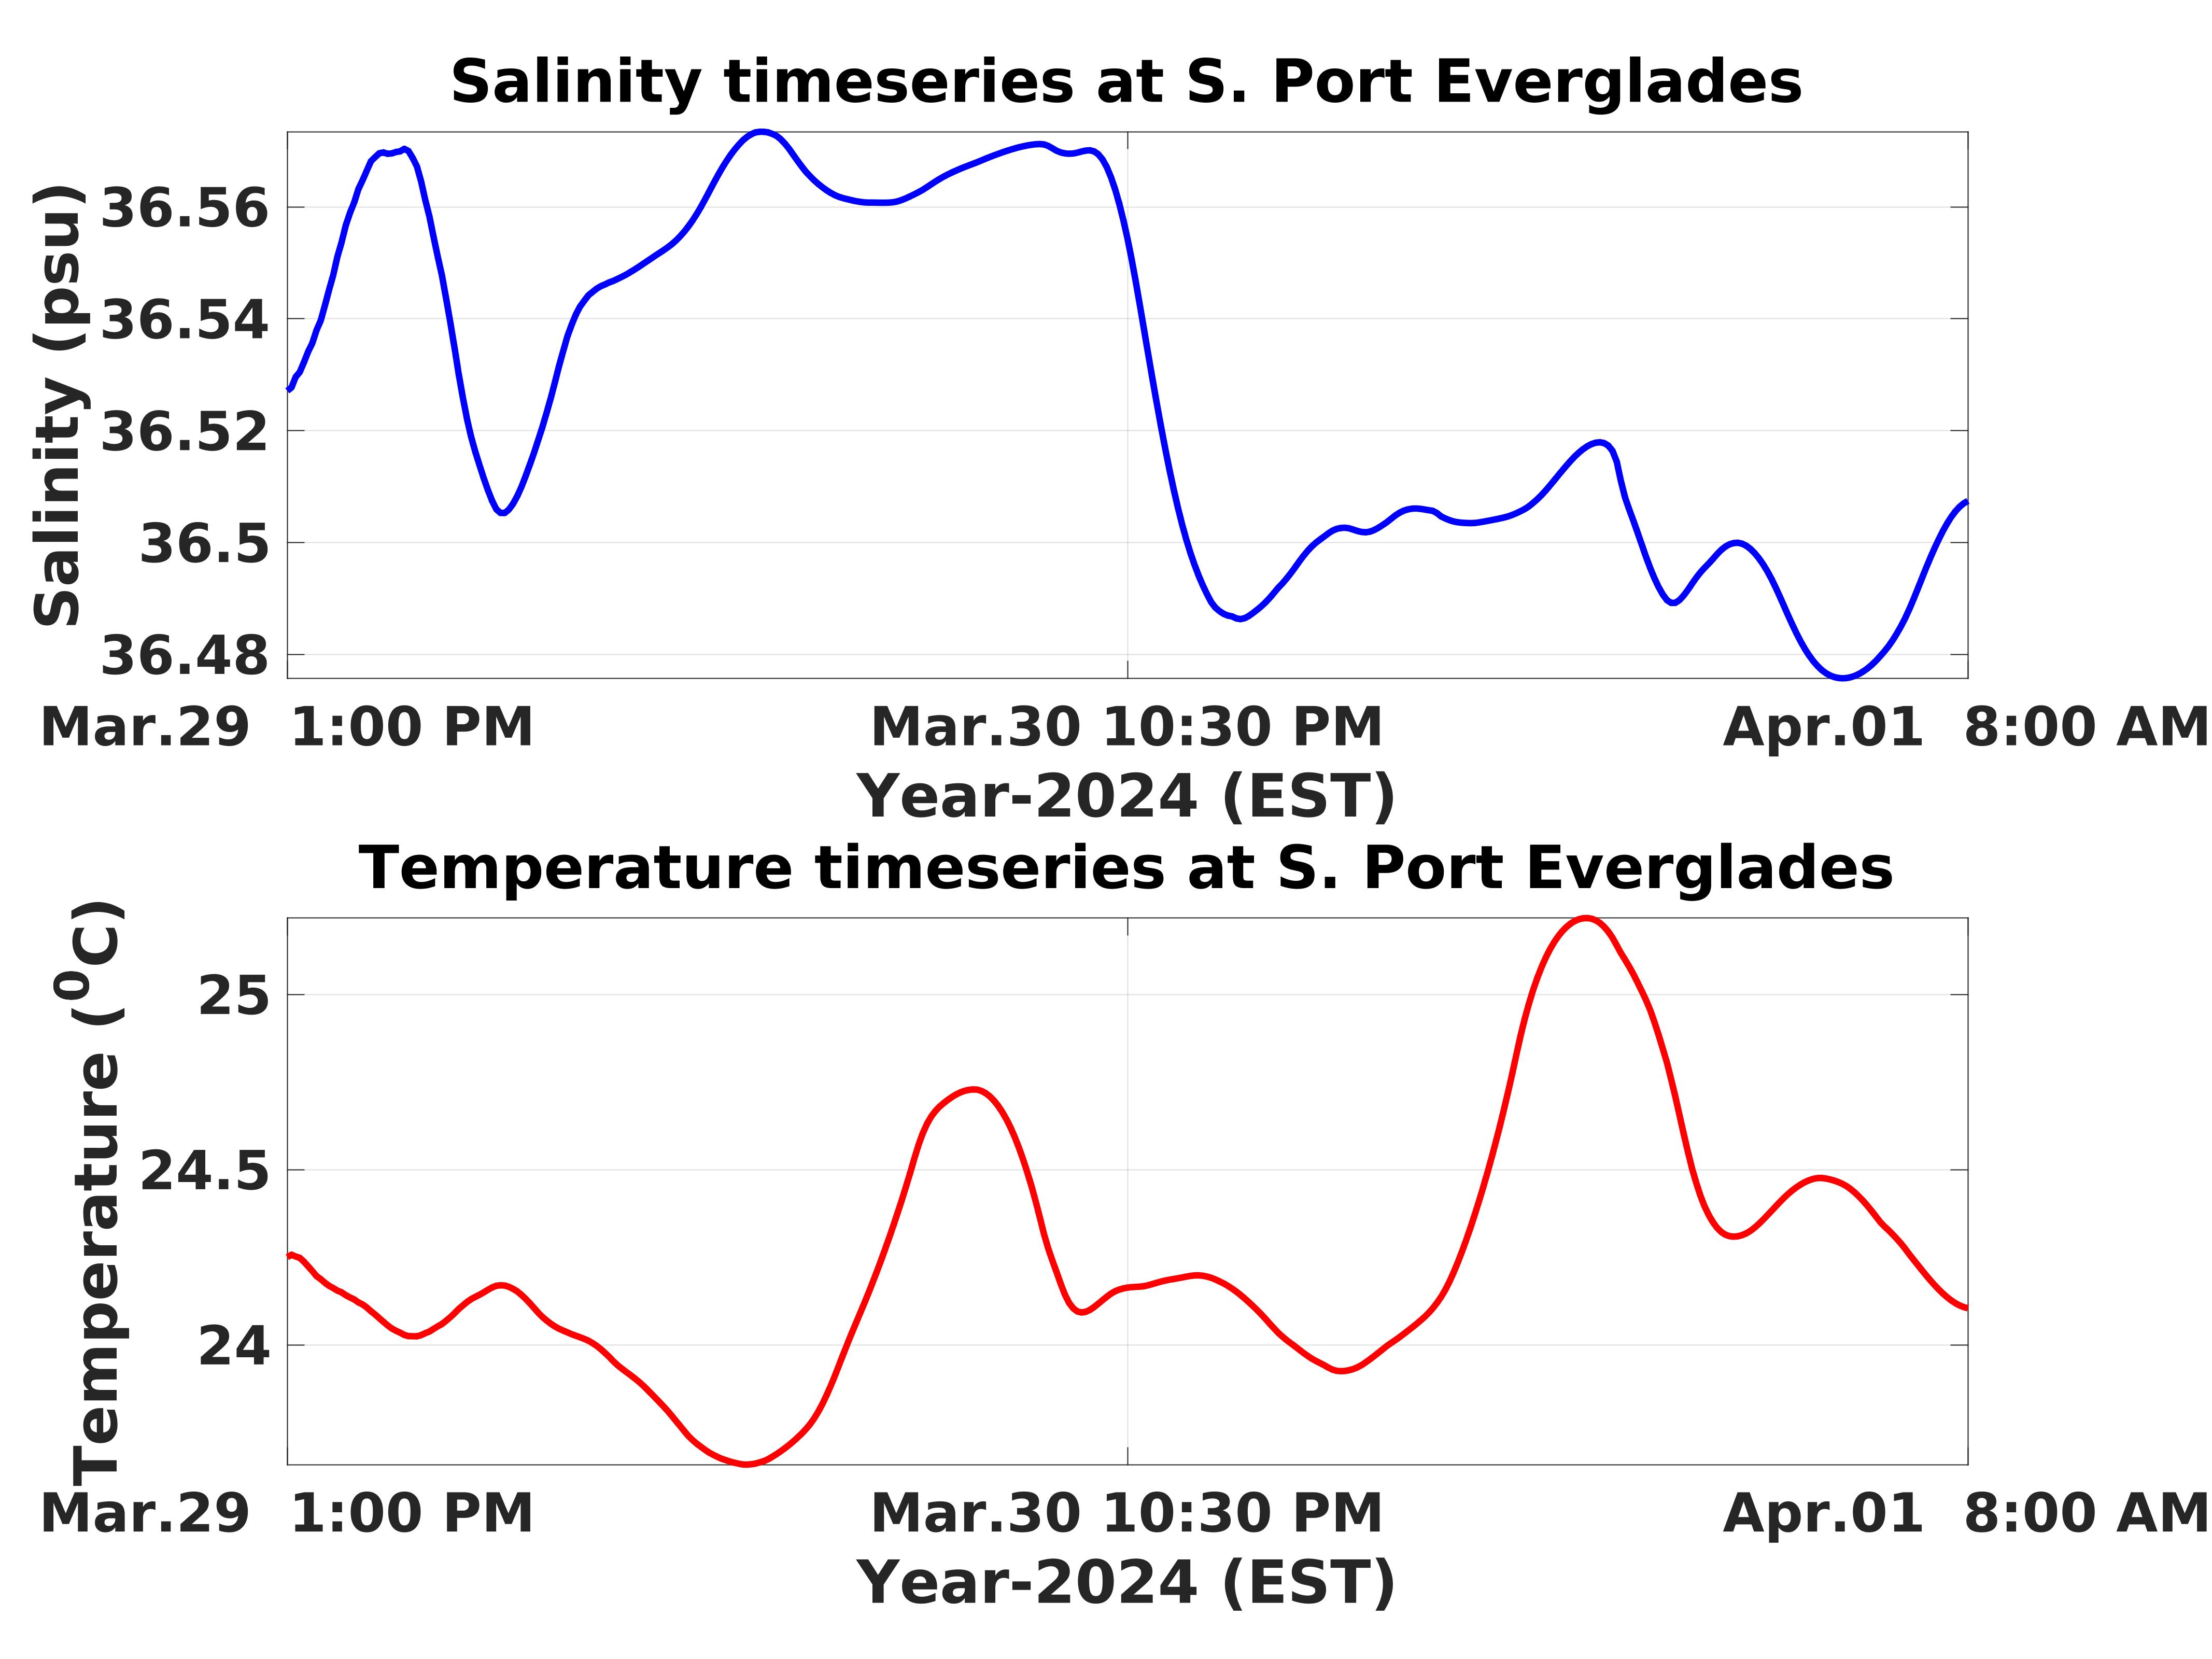 Salinity timeseries at S. Port Everglades
Salinity (psu)
36.56
36.54
36.52
36.5
36.48
Mar.29  1:00 PM
Mar.30 10:30 PM
Apr.01  8:00 AM
Year-2024 (EST)
Temperature timeseries at S. Port Everglades
Temperature (⁰C)
25
24.5
24
Mar.29  1:00 PM
Mar.30 10:30 PM
Apr.01  8:00 AM
Year-2024 (EST)